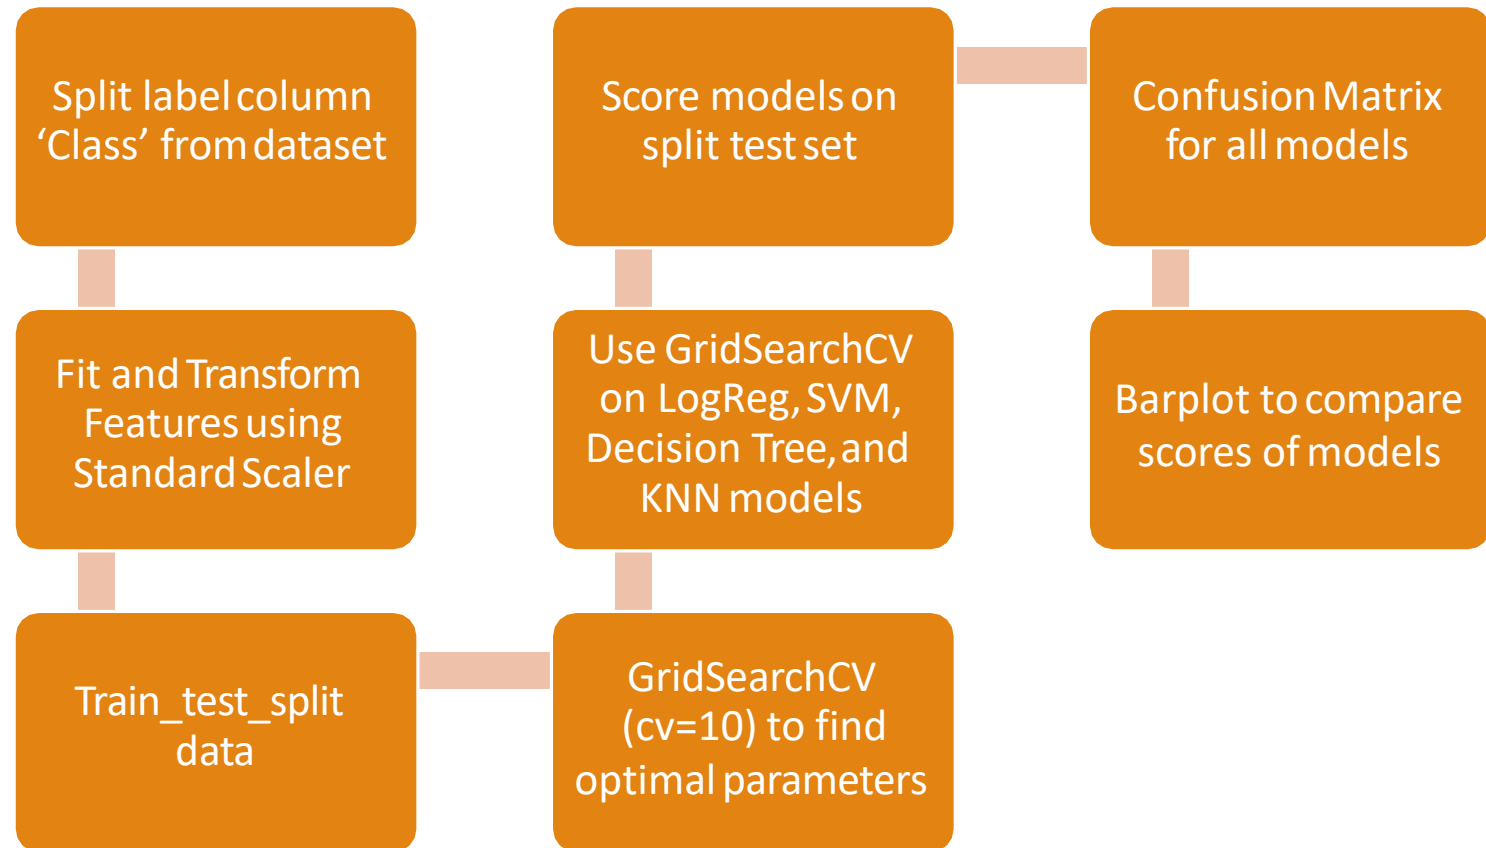 Split label column
‘Class’ from dataset
Fit and Transform
Features using
Standard Scaler
Train_test_split
data
GridSearchCV
(cv=10) to find
optimal parameters
Use GridSearchCV
on LogReg, SVM,
Decision Tree, and
KNN models
Score models on
split test set
Confusion Matrix
for all models
Barplot to compare
scores of models